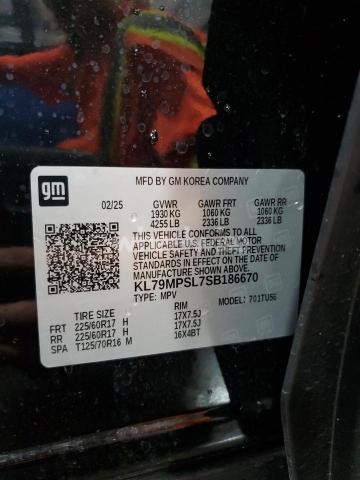 gm
MFD BY GM KOREA COMPANY
02/25 GVWR GAWR FRT GAWR RR
1930 KG 1060 KG 1060 KG
4255 LB 2336 LB 2336 LB
THIS VEHICLE CONFORMS TO ALL
APPLICABLE U.S. FEDERAL MOTOR
VEHICLE SAFETY AND THEFT PREVENTION
STANDARDS IN EFFECT ON THE DATE OF
MANUFACTURE SHOWN ABOVE.
KL79MPSL7SB186670
TYPE: MPV MODEL: 701TU56
TIRE SIZE RIM
FRT 225/60R17 H 17X7.5J
RR 225/60R17 H 17X7.5J
SPA T125/70R16 M 16X4BT